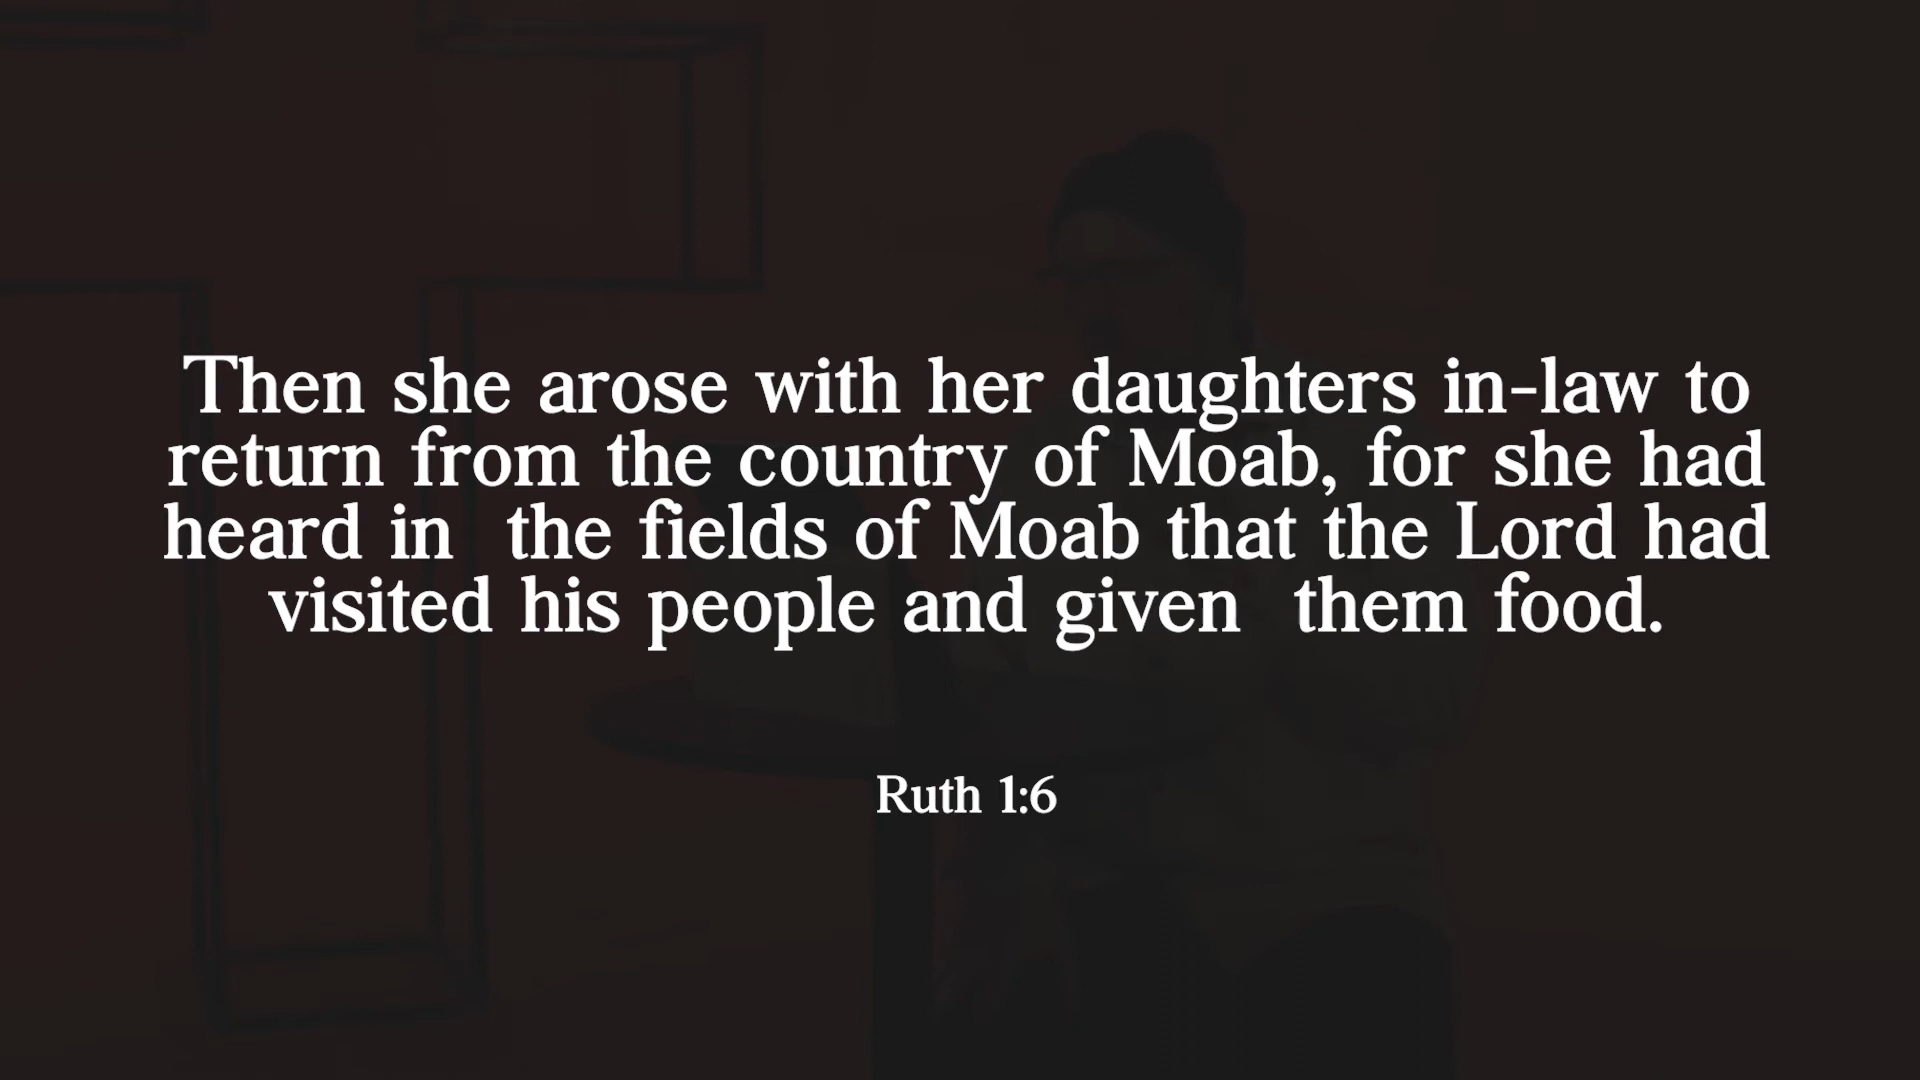 Then she arose with her daughters in-law to
return from the country of Moab, for she had
heard in  the fields of Moab that the Lord had
visited his people and given  them food.
Ruth 1:6